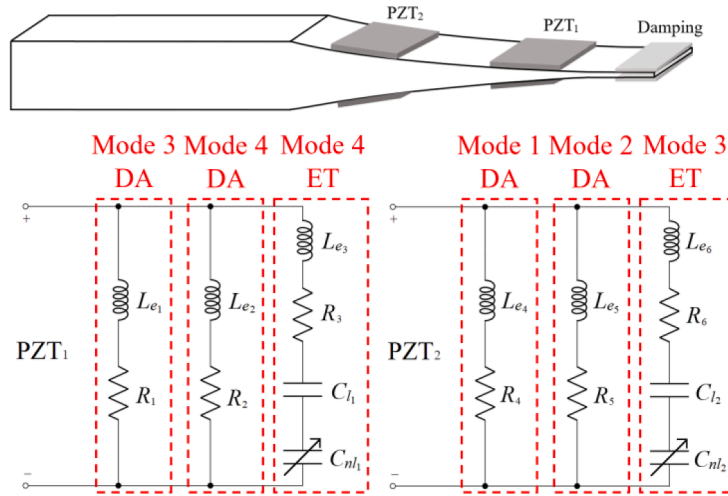 PZT₂
PZT₁
Damping
Mode 3 Mode 4 Mode 4
DA DA ET
Mode 1 Mode 2 Mode 3
DA DA ET
+
+
Le₃
Le₆
Le₁
Le₂
Le₄
Le₅
R₃
R₆
PZT₁
PZT₂
R₁
R₂
Cl₁
R₄
R₅
Cl₂
Cnl₁
Cnl₂
−
−